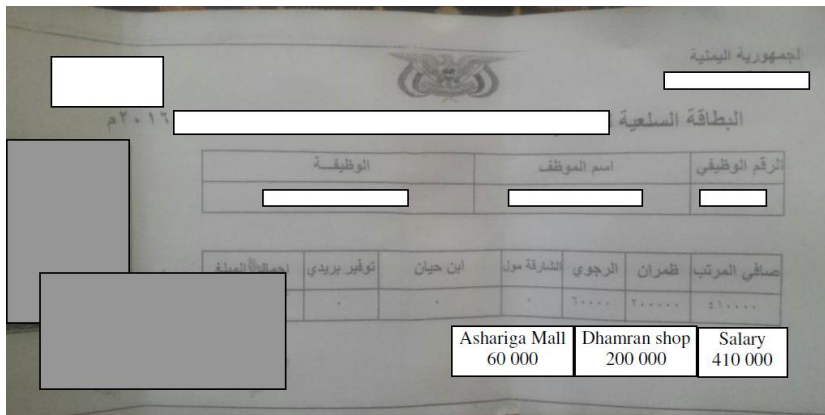 الجمهورية اليمنية
البطاقة السلعية ٢٠١٦م
الرقم الوظيفي اسم الموظف الوظيفــة
صافي المرتب ظمران الرجوي الشارقة مول ابن حيان توفير بريدي اجمالي المبلغ
٤١٠٠٠٠ ٢٠٠٠٠٠ ٦٠٠٠٠ ٠ ٠ ٠
Ashariga Mall Dhamran shop Salary
60 000 200 000 410 000